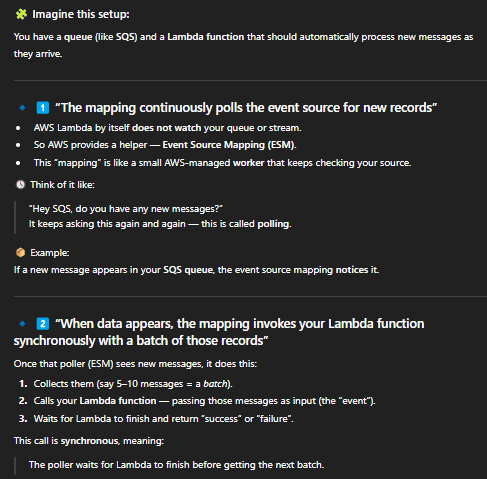 🧩 Imagine this setup:
You have a queue (like SQS) and a Lambda function that should automatically process new messages as
they arrive.
🔹 1️⃣ “The mapping continuously polls the event source for new records”
• AWS Lambda by itself does not watch your queue or stream.
• So AWS provides a helper — Event Source Mapping (ESM).
• This “mapping” is like a small AWS-managed worker that keeps checking your source.
🕓 Think of it like:
“Hey SQS, do you have any new messages?”
It keeps asking this again and again — this is called polling.
📦 Example:
If a new message appears in your SQS queue, the event source mapping notices it.
🔹 2️⃣ “When data appears, the mapping invokes your Lambda function
synchronously with a batch of those records”
Once that poller (ESM) sees new messages, it does this:
1. Collects them (say 5–10 messages = a batch).
2. Calls your Lambda function — passing those messages as input (the “event”).
3. Waits for Lambda to finish and return “success” or “failure”.
This call is synchronous, meaning:
The poller waits for Lambda to finish before getting the next batch.